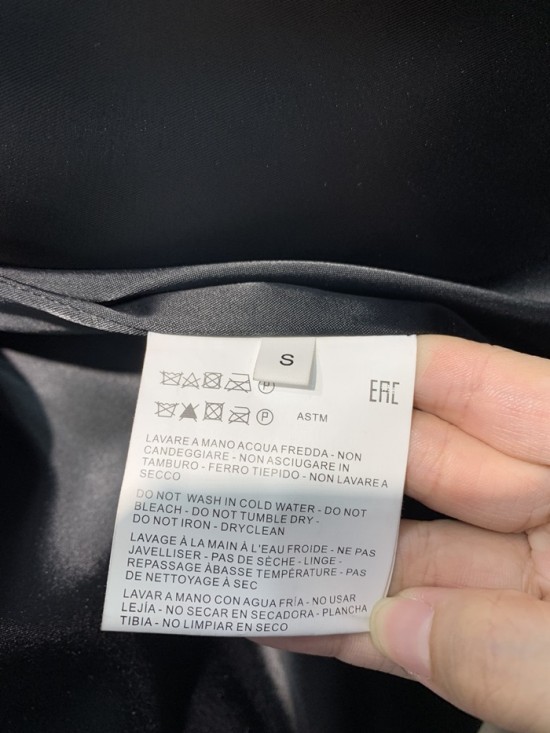 S
EAC
P
P ASTM
LAVARE A MANO ACQUA FREDDA - NON
CANDEGGIARE - NON ASCIUGARE IN
TAMBURO - FERRO TIEPIDO - NON LAVARE A
SECCO
DO NOT WASH IN COLD WATER - DO NOT
BLEACH - DO NOT TUMBLE DRY -
DO NOT IRON - DRYCLEAN
LAVAGE À LA MAIN À L'EAU FROIDE - NE PAS
JAVELLISER - PAS DE SÈCHE - LINGE -
REPASSAGE ÀBASSE TEMPÉRATURE - PAS
DE NETTOYAGE À SEC
LAVAR A MANO CON AGUA FRÍA - NO USAR
LEJÍA - NO SECAR EN SECADORA - PLANCHA
TIBIA - NO LIMPIAR EN SECO